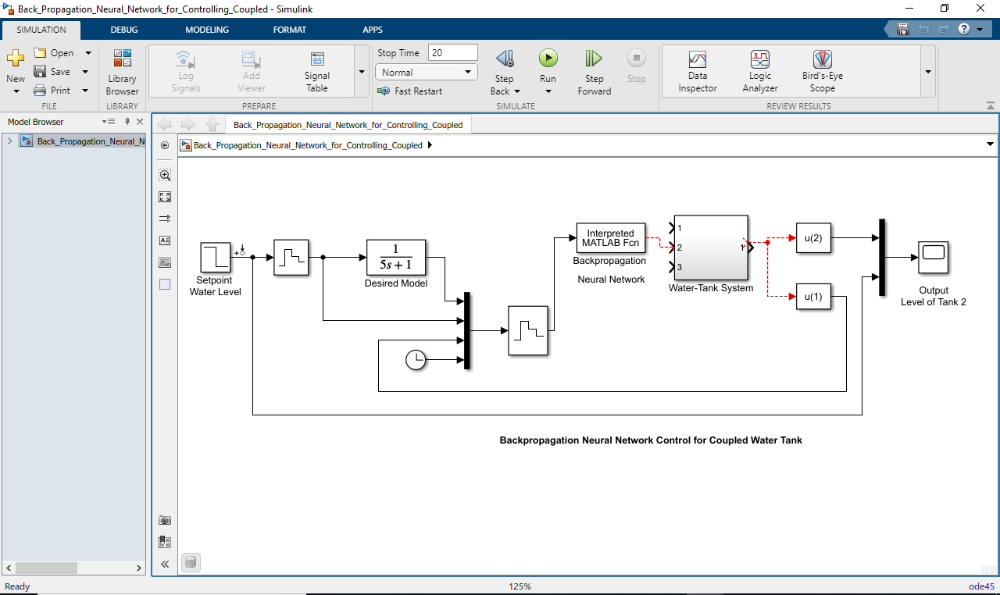 Back_Propagation_Neural_Network_for_Controlling_Coupled - Simulink
SIMULATION
DEBUG
MODELING
FORMAT
APPS
?
New
Open
Save
Print
FILE
Library
Browser
LIBRARY
Log
Signals
Add
Viewer
Signal
Table
PREPARE
Stop Time
20
Normal
Fast Restart
Step
Back
Run
Step
Forward
Stop
SIMULATE
Data
Inspector
Logic
Analyzer
Bird's-Eye
Scope
REVIEW RESULTS
Model Browser
Back_Propagation_Neural_Network_for_Controlling_Coupled
Back_Propagation_Neural_N
Back_Propagation_Neural_Network_for_Controlling_Coupled
Setpoint
Water Level
1
5s + 1
Desired Model
Interpreted
MATLAB Fcn
Backpropagation
Neural Network
1
2
3
1
Water-Tank System
u(2)
u(1)
Output
Level of Tank 2
Backpropagation Neural Network Control for Coupled Water Tank
Ready
125%
ode45